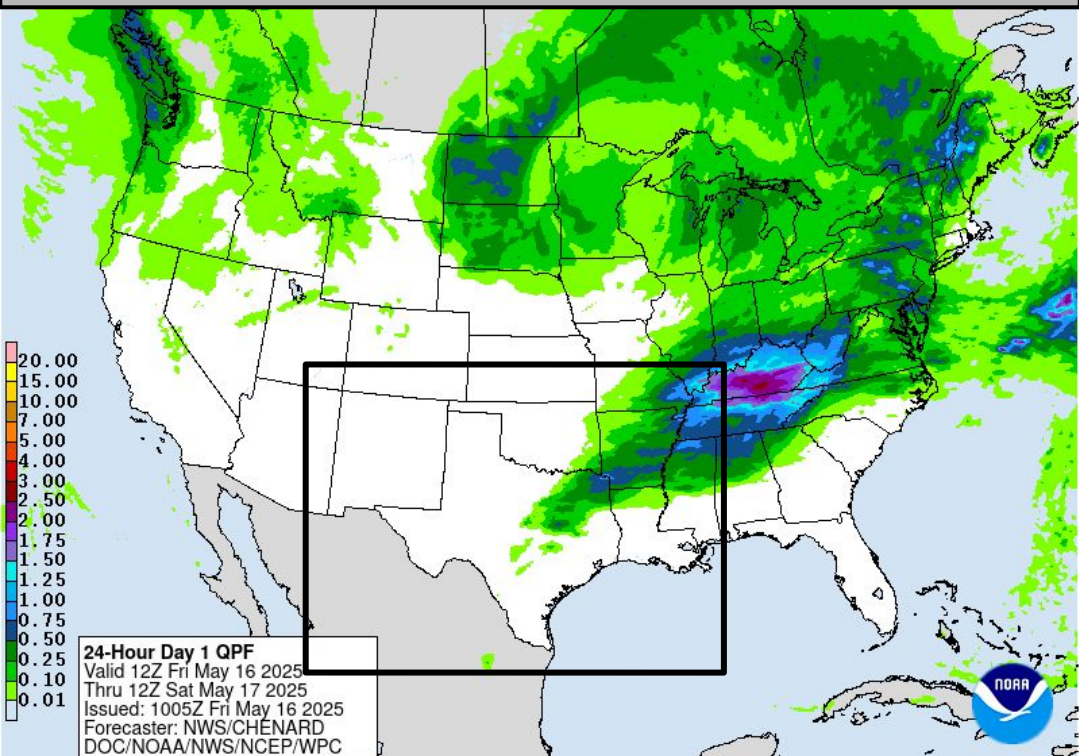 20.00
15.00
10.00
7.00
5.00
4.00
3.00
2.50
2.00
1.75
1.50
1.25
1.00
0.75
0.50
0.25
0.10
0.01
24-Hour Day 1 QPF
Valid 12Z Fri May 16 2025
Thru 12Z Sat May 17 2025
Issued: 1005Z Fri May 16 2025
Forecaster: NWS/CHENARD
DOC/NOAA/NWS/NCEP/WPC
NOAA